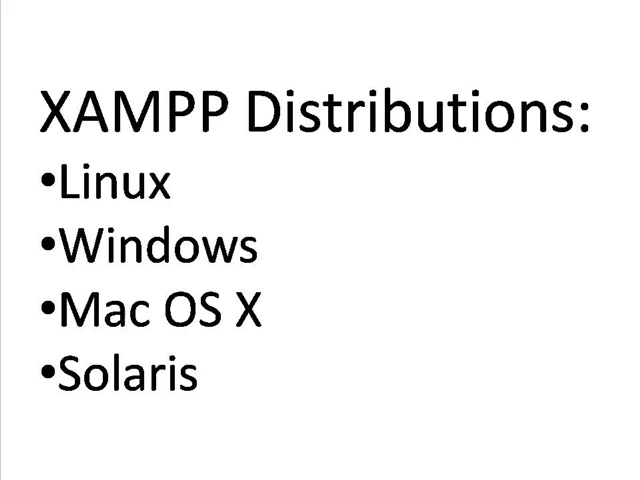 XAMPP Distributions:
•Linux
•Windows
•Mac OS X
•Solaris